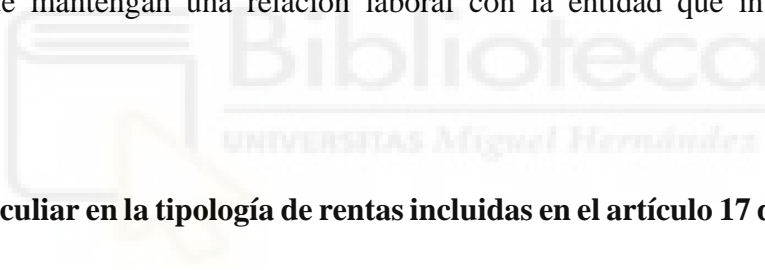 mantengan una relación laboral con la entidad que
Biblioteca
UNIVERSITAS Miguel Hernández
culiar en la tipología de rentas incluidas en el artículo 17